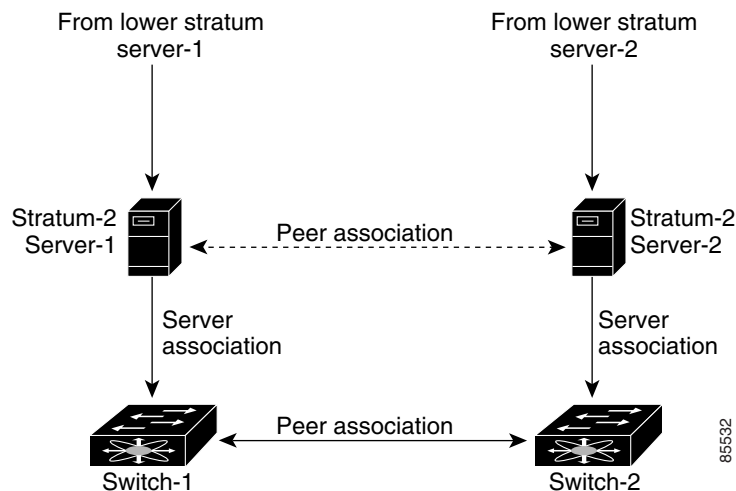 From lower stratum
server-1
From lower stratum
server-2
Stratum-2
Server-1
Peer association
Stratum-2
Server-2
Server
association
Server
association
Peer association
Switch-1
Switch-2
85532